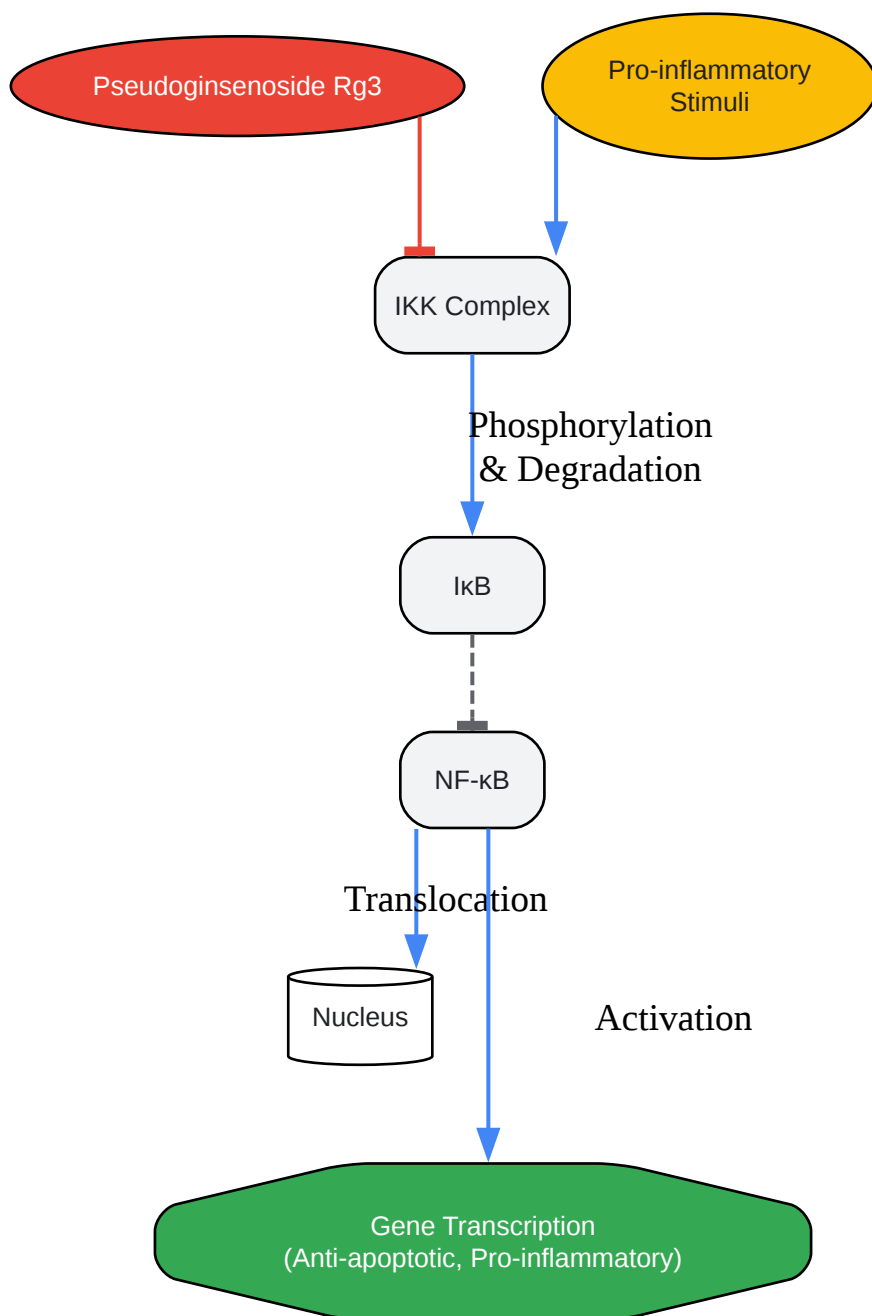 Pseudoginsenoside Rg3
Pro-inflammatory
Stimuli
IKK Complex
Phosphorylation
& Degradation
IκB
NF-κB
Translocation
Nucleus
Activation
Gene Transcription
(Anti-apoptotic, Pro-inflammatory)